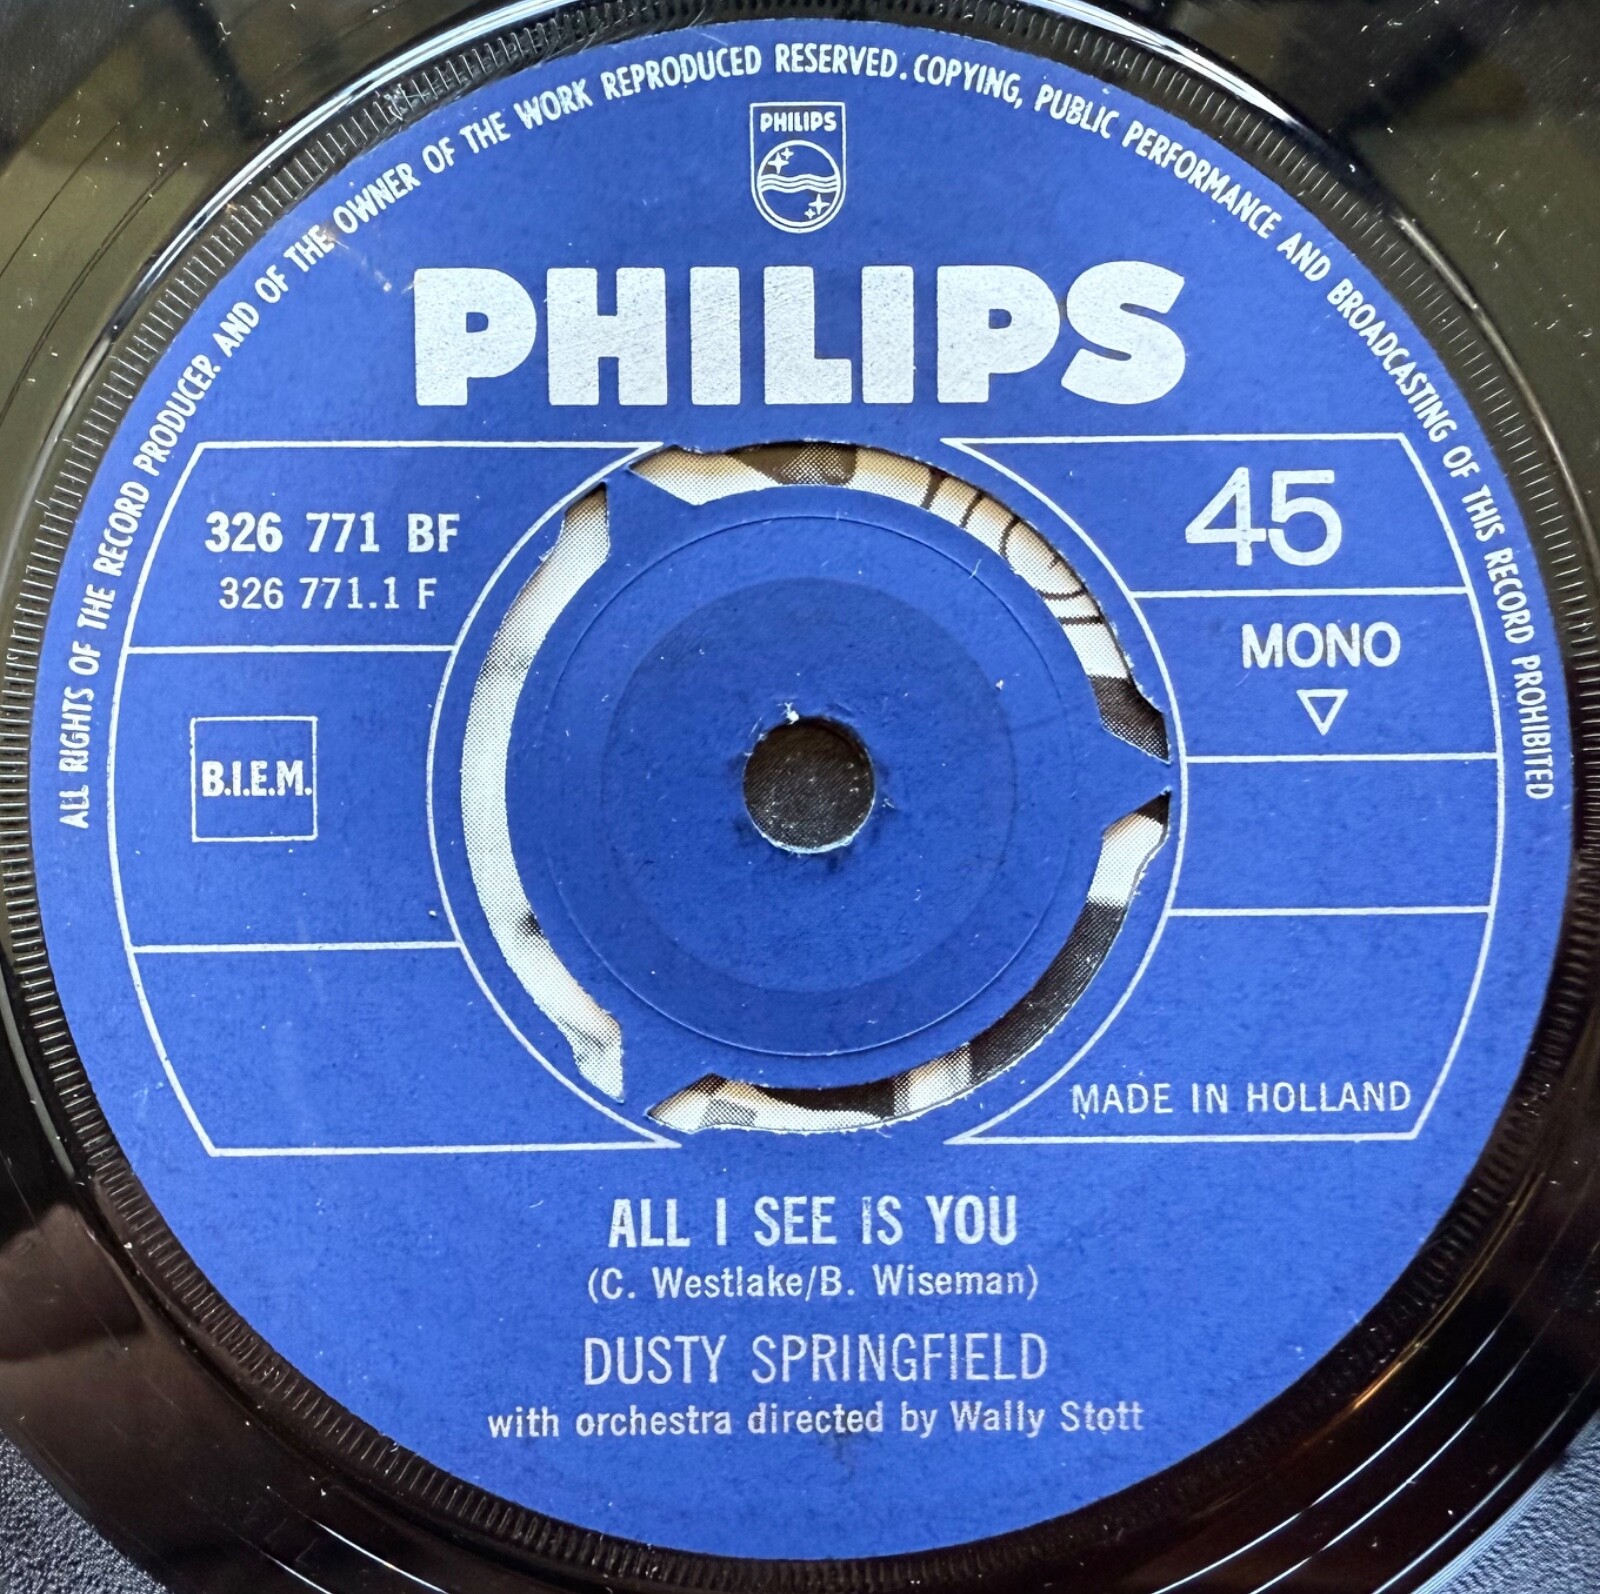 ALL RIGHTS OF THE RECORD PRODUCER AND OF THE OWNER OF THE WORK REPRODUCED RESERVED. COPYING, PUBLIC PERFORMANCE AND BROADCASTING OF THIS RECORD PROHIBITED
PHILIPS
PHILIPS
326 771 BF
326 771.1 F
45
MONO
B.I.E.M.
MADE IN HOLLAND
ALL I SEE IS YOU
(C. Westlake/B. Wiseman)
DUSTY SPRINGFIELD
with orchestra directed by Wally Stott